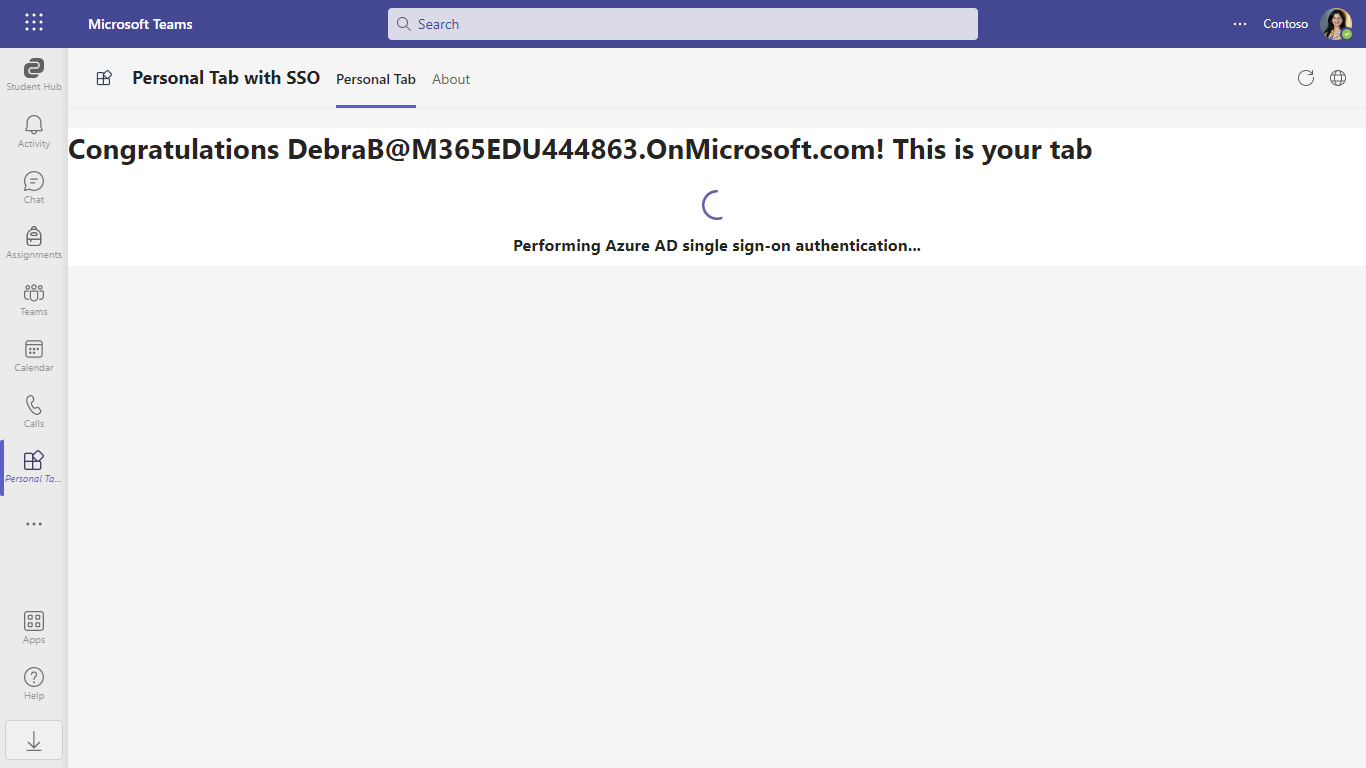 Microsoft Teams
Search
Contoso
Student Hub
Activity
Chat
Assignments
Teams
Calendar
Calls
Personal Ta...
Apps
Help
Personal Tab with SSO
Personal Tab
About
Congratulations DebraB@M365EDU444863.OnMicrosoft.com! This is your tab
Performing Azure AD single sign-on authentication...